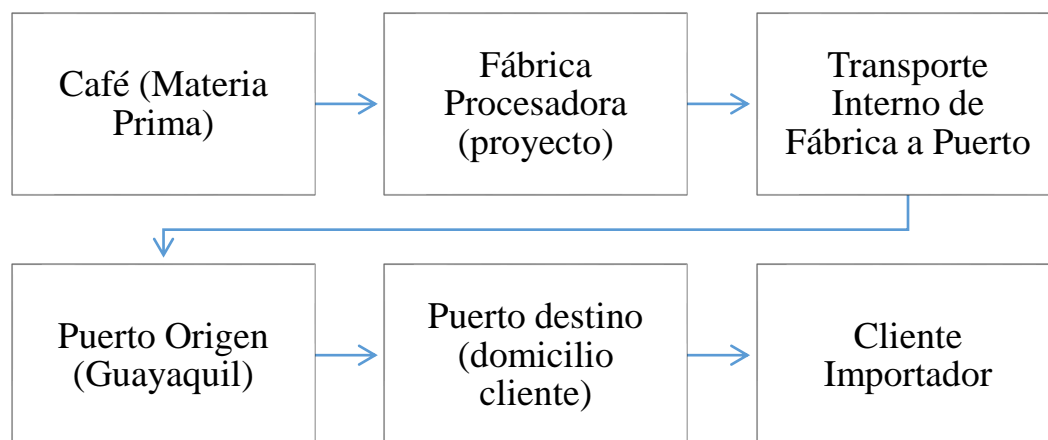 Café (Materia
Prima)
Fábrica
Procesadora
(proyecto)
Transporte
Interno de
Fábrica a Puerto
Puerto Origen
(Guayaquil)
Puerto destino
(domicilio
cliente)
Cliente
Importador